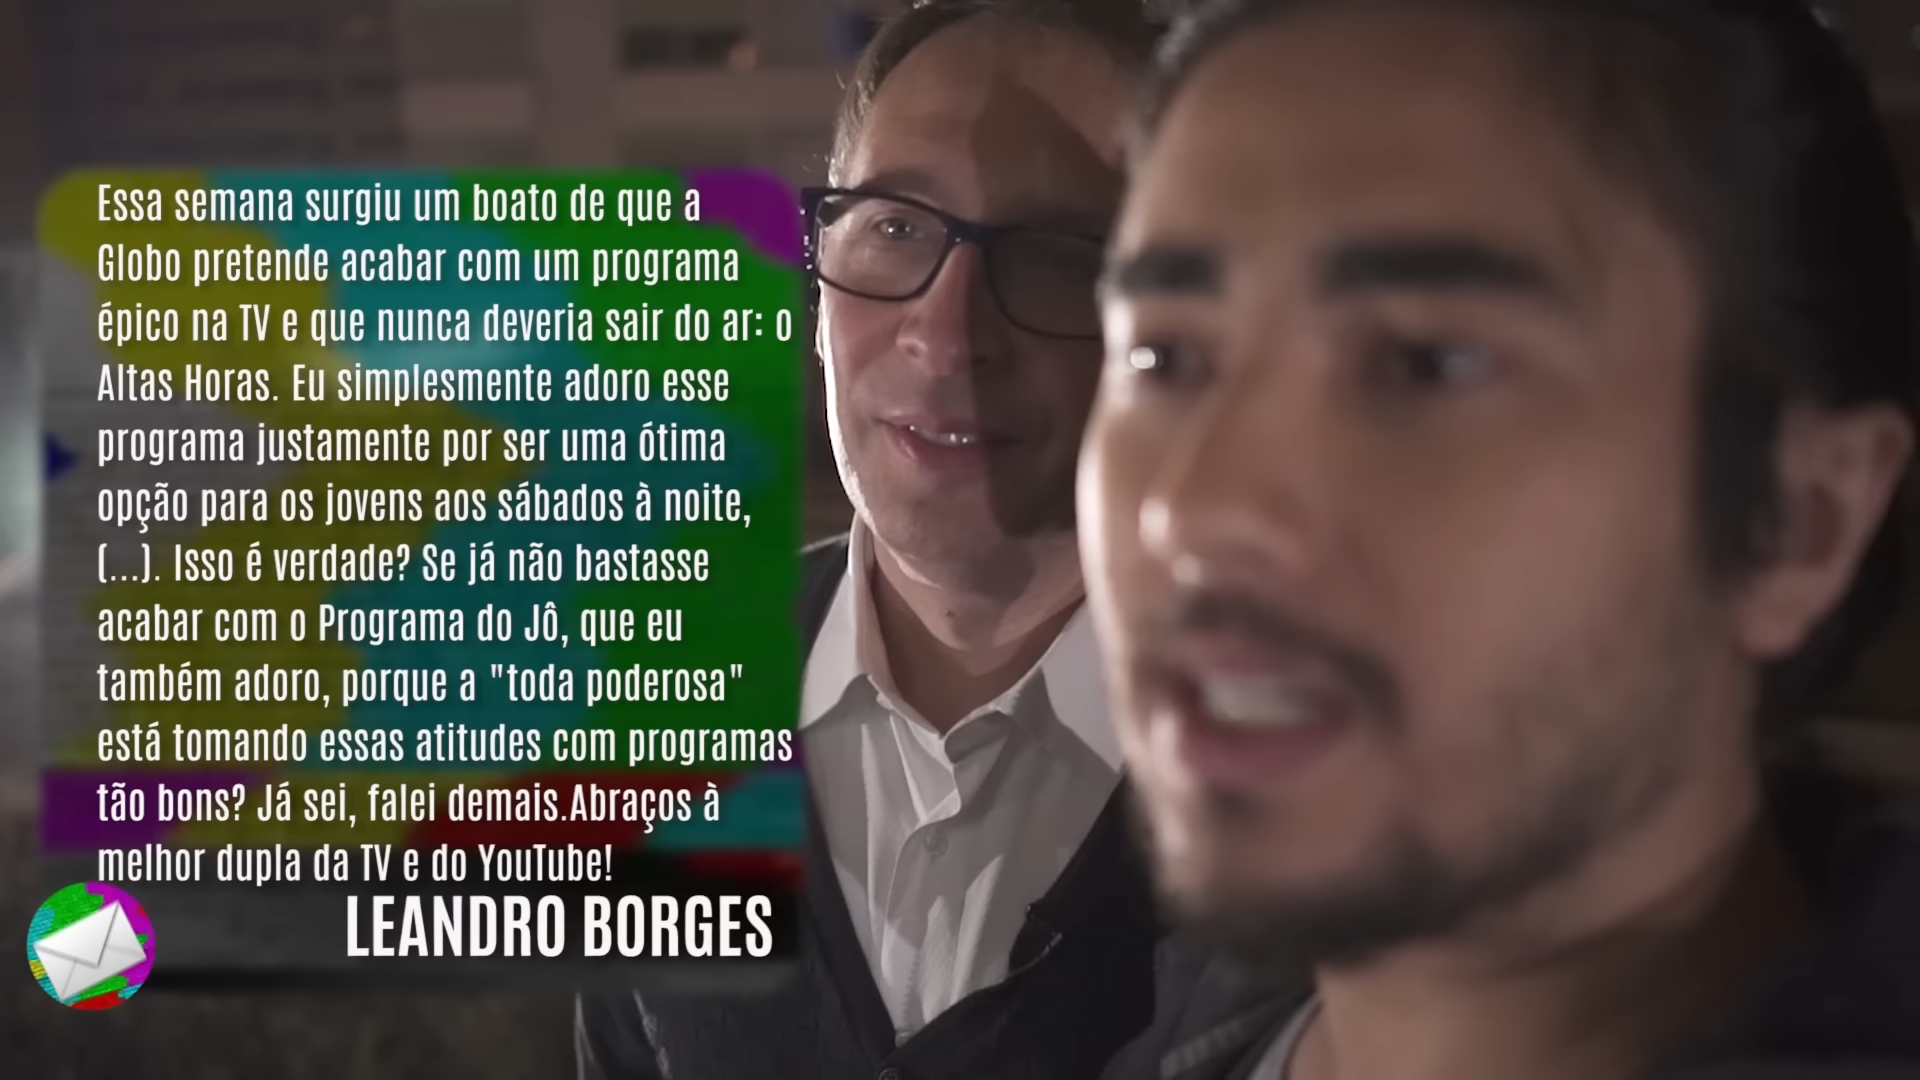 Essa semana surgiu um boato de que a
Globo pretende acabar com um programa
épico na TV e que nunca deveria sair do ar: o
Altas Horas. Eu simplesmente adoro esse
programa justamente por ser uma ótima
opção para os jovens aos sábados à noite,
(...). Isso é verdade? Se já não bastasse
acabar com o Programa do Jô, que eu
também adoro, porque a "toda poderosa"
está tomando essas atitudes com programas
tão bons? Já sei, falei demais.Abraços à
melhor dupla da TV e do YouTube!
LEANDRO BORGES